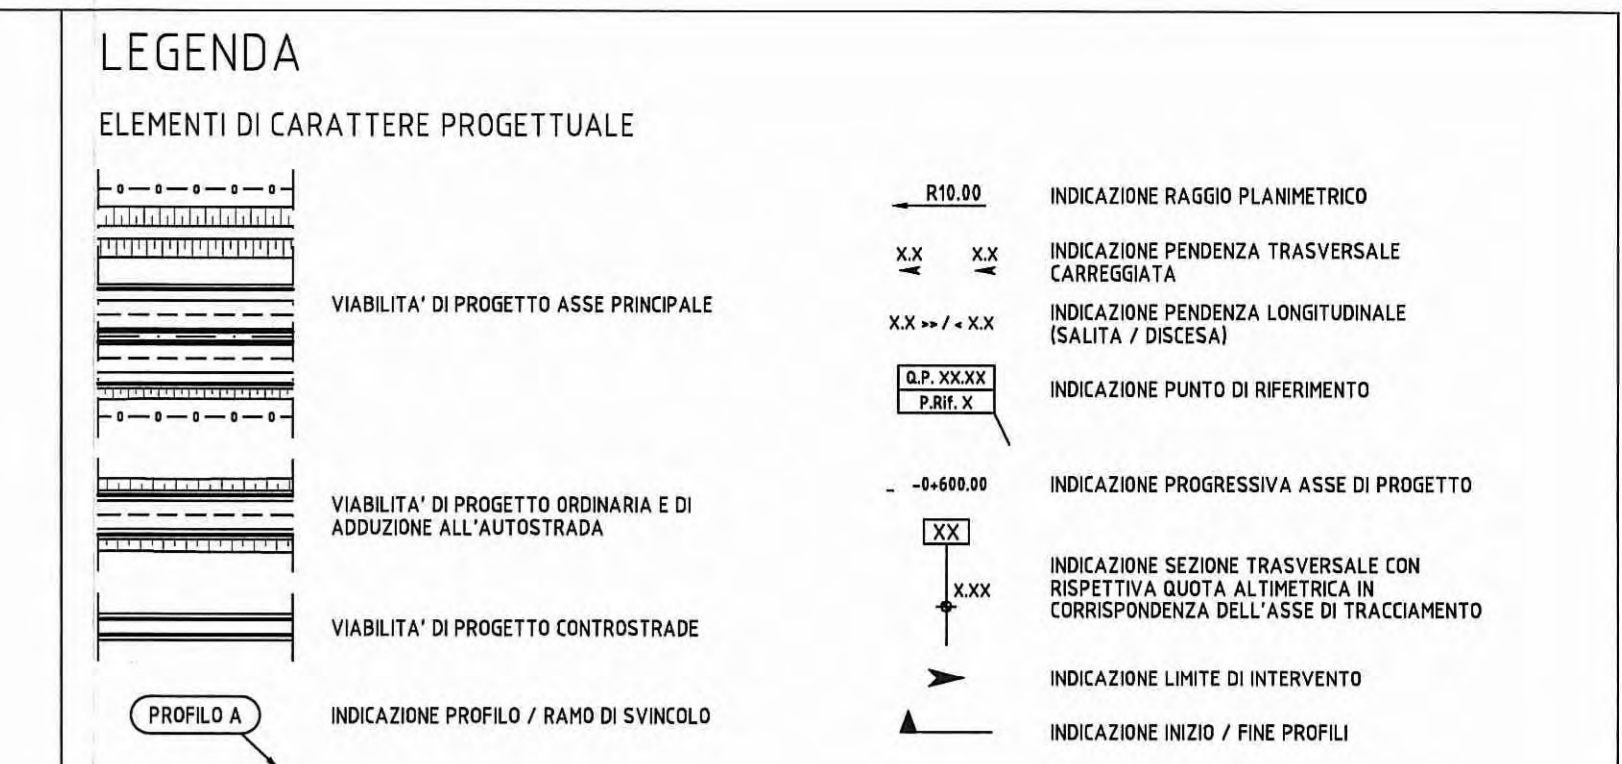 LEGENDA
ELEMENTI DI CARATTERE PROGETTUALE
VIABILITA' DI PROGETTO ASSE PRINCIPALE
VIABILITA' DI PROGETTO ORDINARIA E DI
ADDUZIONE ALL'AUTOSTRADA
VIABILITA' DI PROGETTO CONTROSTRADE
PROFILO A
INDICAZIONE PROFILO / RAMO DI SVINCOLO
R10.00
INDICAZIONE RAGGIO PLANIMETRICO
X.X X.X
INDICAZIONE PENDENZA TRASVERSALE
CARREGGIATA
X.X >> / < X.X
INDICAZIONE PENDENZA LONGITUDINALE
(SALITA / DISCESA)
Q.P. XX.XX
P.Rif. X
INDICAZIONE PUNTO DI RIFERIMENTO
-0+600.00
INDICAZIONE PROGRESSIVA ASSE DI PROGETTO
XX
X.XX
INDICAZIONE SEZIONE TRASVERSALE CON
RISPETTIVA QUOTA ALTIMETRICA IN
CORRISPONDENZA DELL'ASSE DI TRACCIAMENTO
INDICAZIONE LIMITE DI INTERVENTO
INDICAZIONE INIZIO / FINE PROFILI